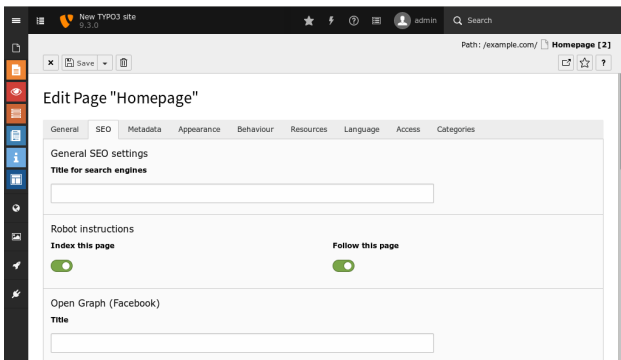 New TYPO3 site
9.3.0
admin
Search
Path: /example.com/ Homepage [2]
Save
?
Edit Page "Homepage"
General SEO Metadata Appearance Behaviour Resources Language Access Categories
General SEO settings
Title for search engines
Robot instructions
Index this page Follow this page
Open Graph (Facebook)
Title